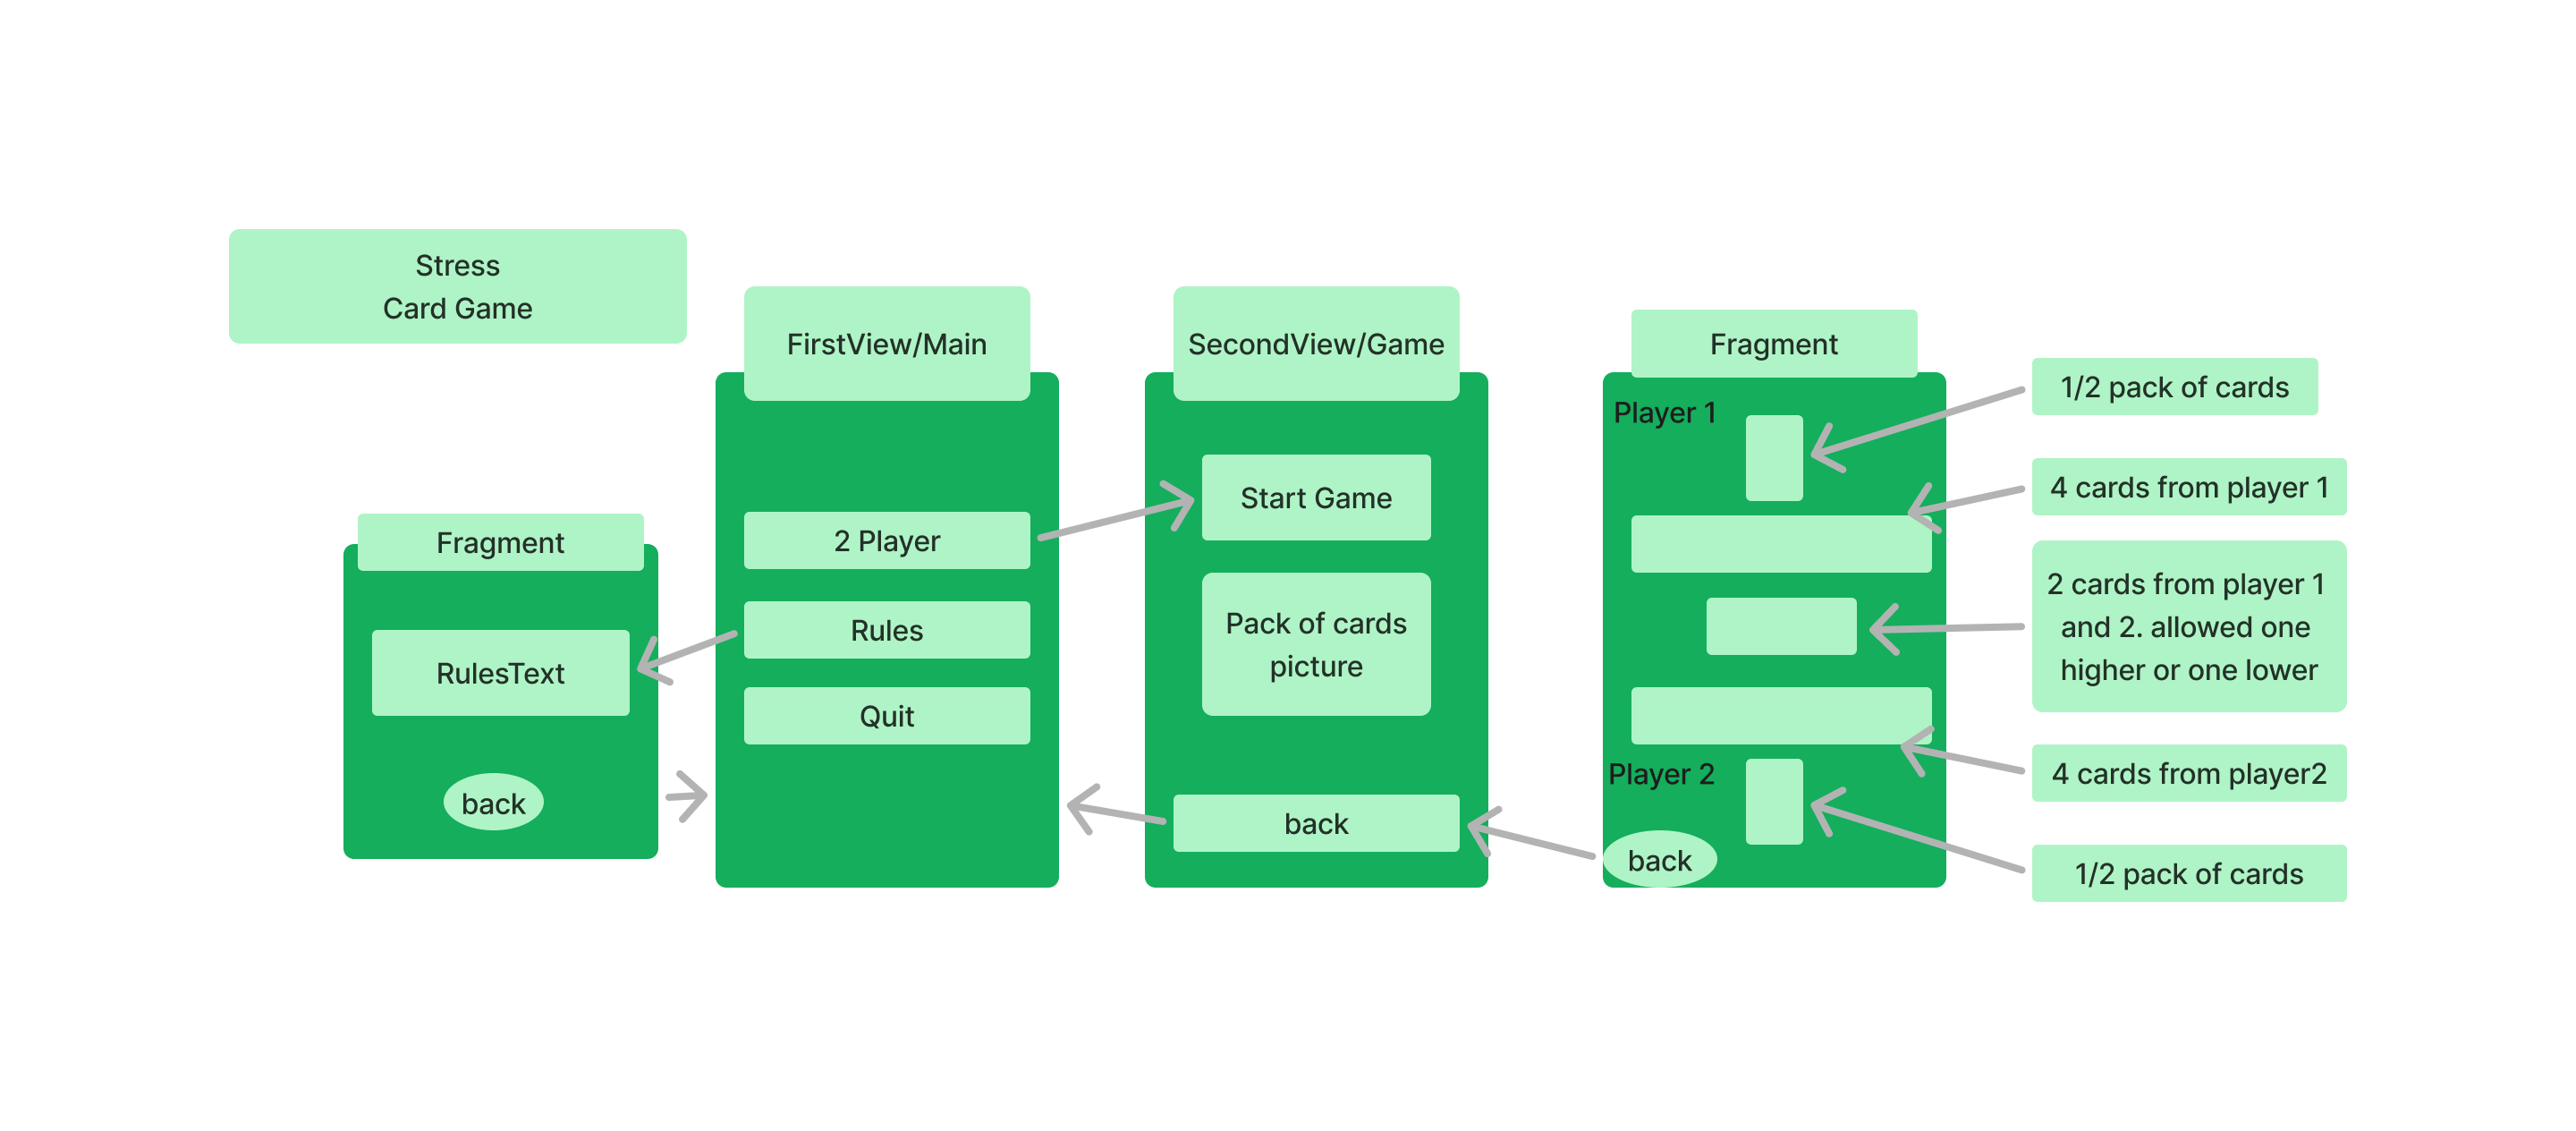 Stress
Card Game
Fragment
RulesText
back
FirstView/Main
2 Player
Rules
Quit
SecondView/Game
Start Game
Pack of cards
picture
back
Fragment
Player 1
Player 2
back
1/2 pack of cards
4 cards from player 1
2 cards from player 1
and 2. allowed one
higher or one lower
4 cards from player2
1/2 pack of cards